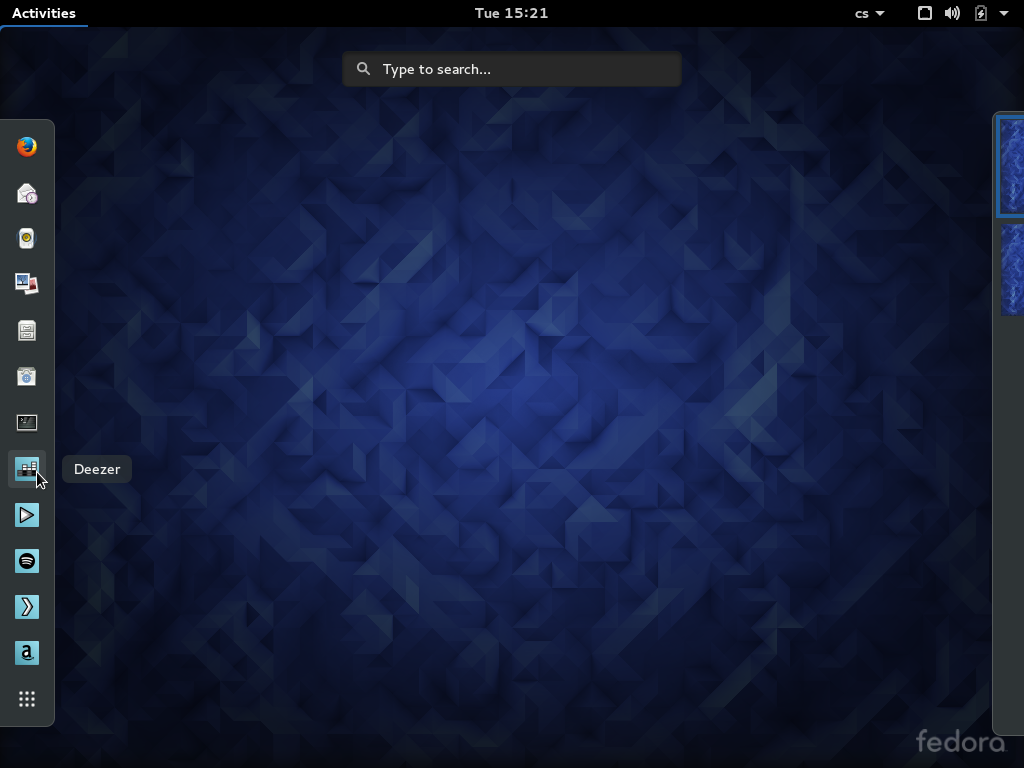 Activities
Tue 15:21
cs
Type to search...
Deezer
a
fedora